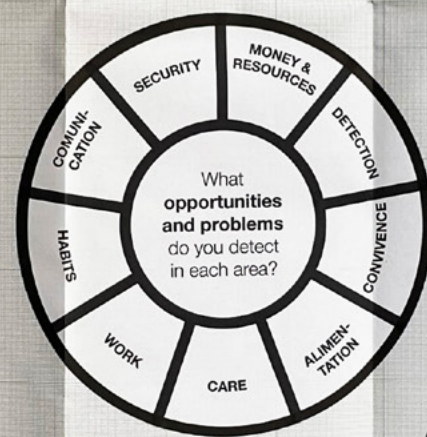 What
opportunities
and problems
do you detect
in each area?
MONEY &
RESOURCES
DETECTION
CONVIVENCE
ALIMEN-
TATION
CARE
WORK
HABITS
COMUNI-
CATION
SECURITY